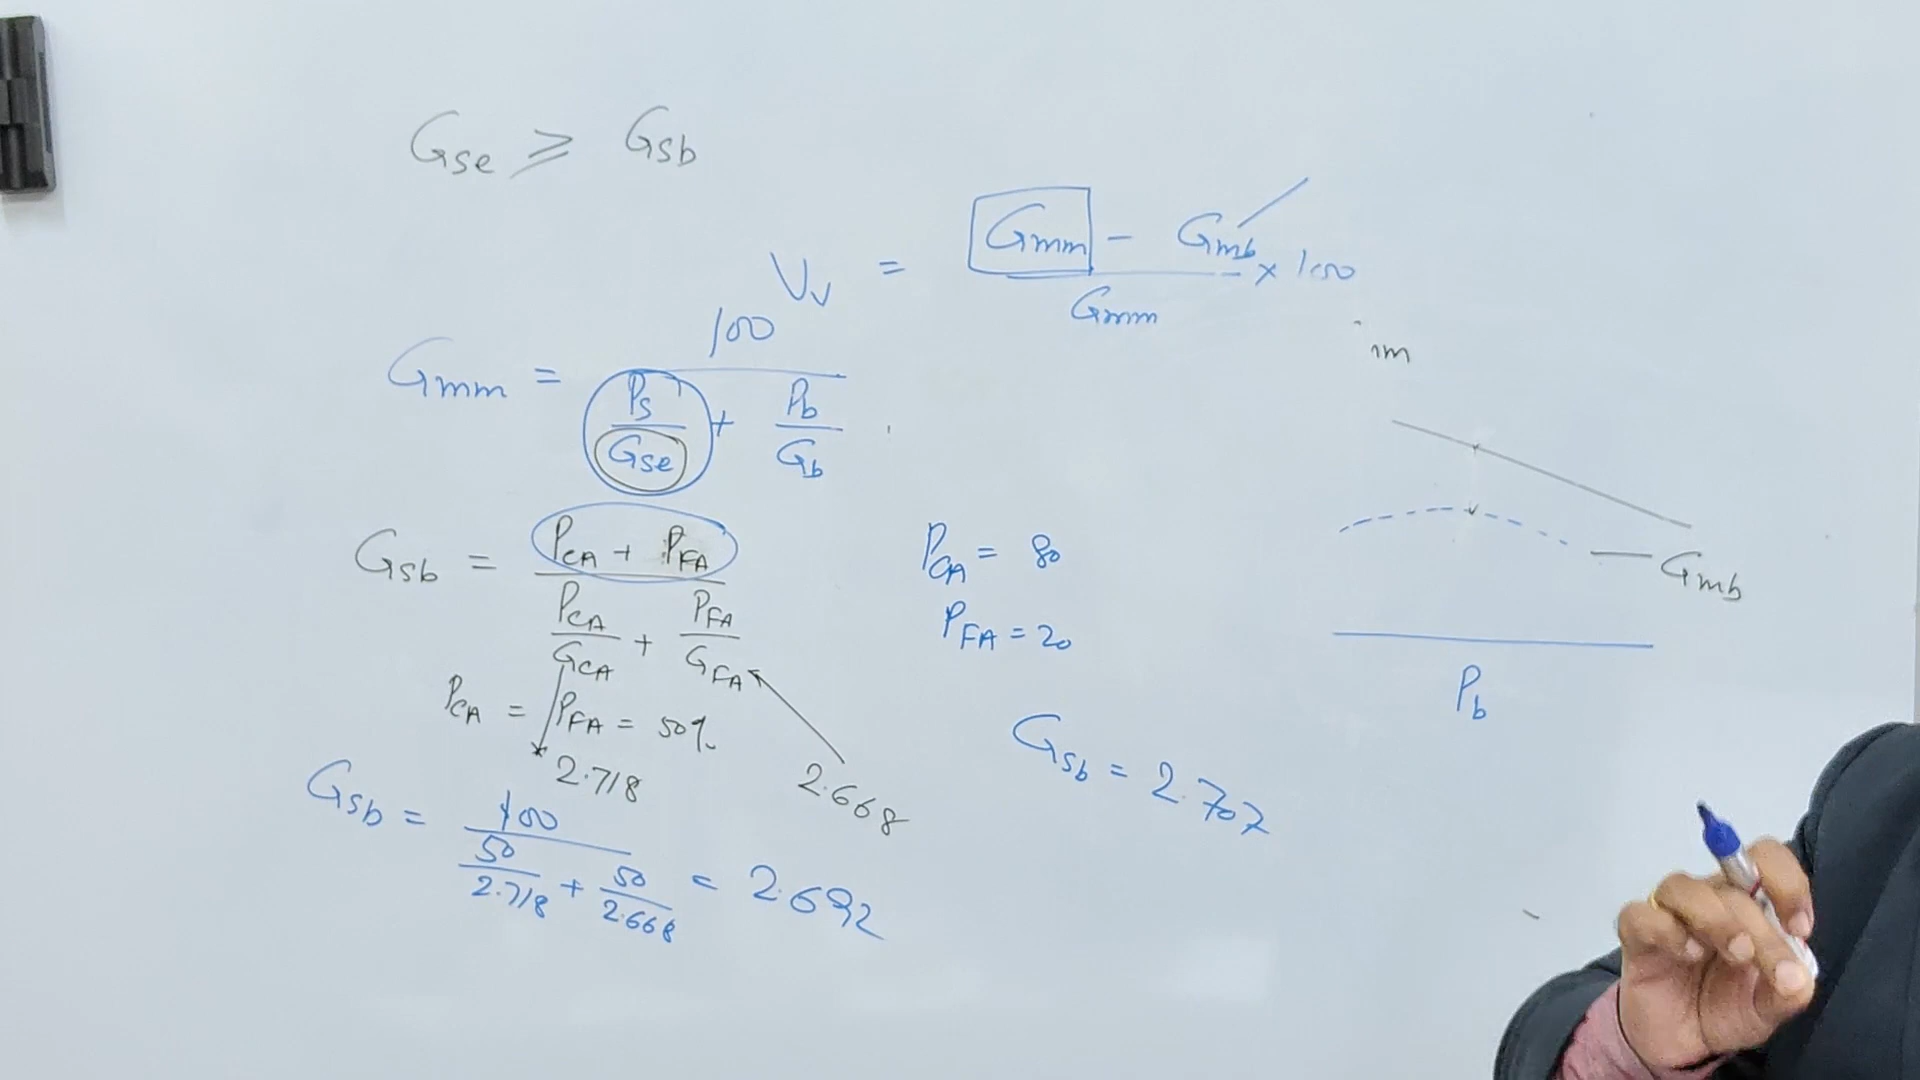 Gse ≥ Gsb
Vv = Gmm - Gmb / Gmm × 100
Gmm = 100 / Ps/Gse + Pb/Gb
Gsb = PCA + PFA / PCA/GCA + PFA/GFA
PCA = PFA = 50%
2.718
2.668
Gsb = 100 / 50/2.718 + 50/2.668 = 2.692
PCA = 80
PFA = 20
Gsb = 2.707
Gmb
Pb